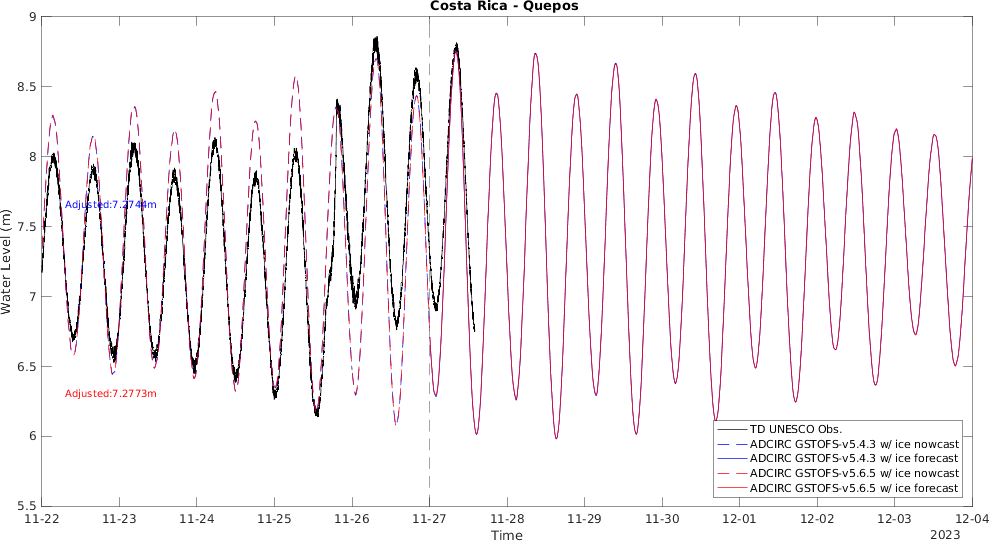 Costa Rica - Quepos
9
8.5
8
7.5
7
6.5
6
5.5
Water Level (m)
Adjusted:7.2744m
Adjusted:7.2773m
TD UNESCO Obs.
ADCIRC GSTOFS-v5.4.3 w/ ice nowcast
ADCIRC GSTOFS-v5.4.3 w/ ice forecast
ADCIRC GSTOFS-v5.6.5 w/ ice nowcast
ADCIRC GSTOFS-v5.6.5 w/ ice forecast
11-22 11-23 11-24 11-25 11-26 11-27 11-28 11-29 11-30 12-01 12-02 12-03 12-04
Time
2023